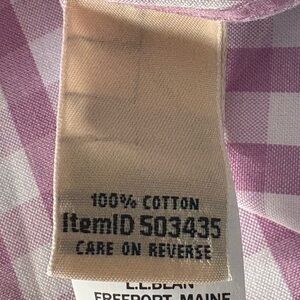 100% COTTON
ItemID 503435
CARE ON REVERSE
L.L.BEAN
FREEPORT, MAINE